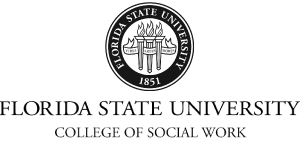 FLORIDA STATE UNIVERSITY
1851
FLORIDA STATE UNIVERSITY
COLLEGE OF SOCIAL WORK